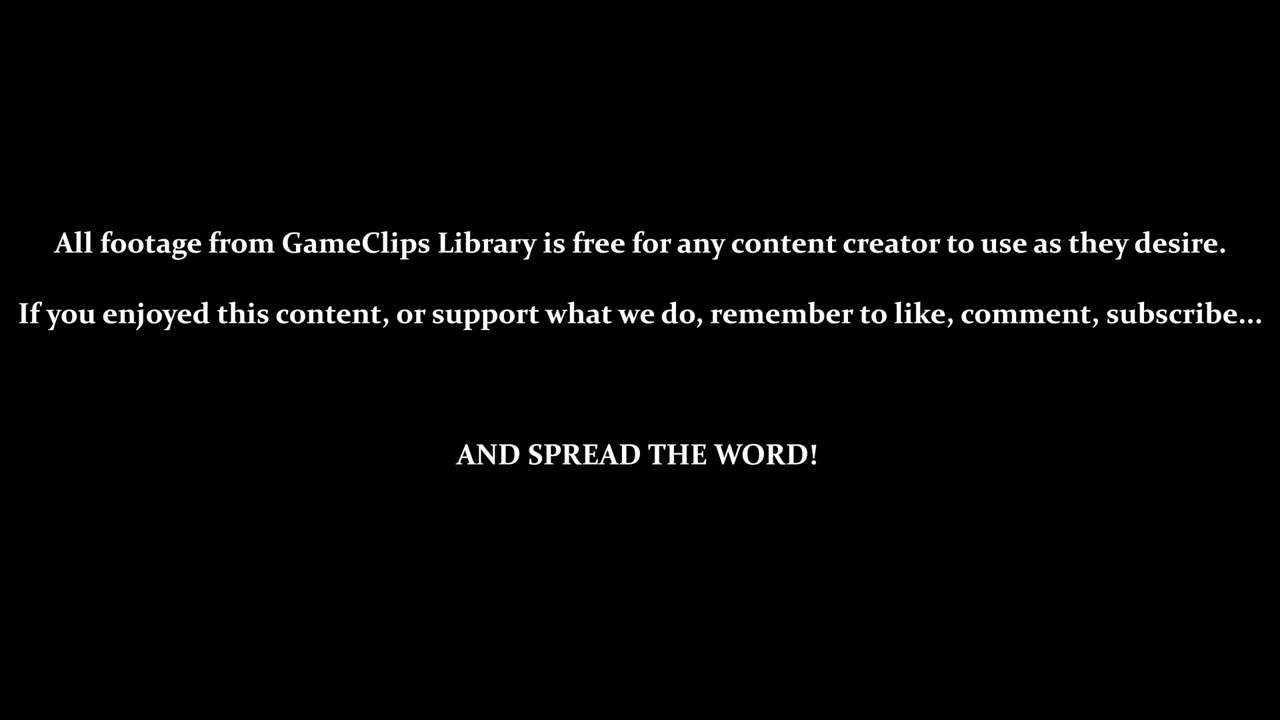 All footage from GameClips Library is free for any content creator to use as they desire.
If you enjoyed this content, or support what we do, remember to like, comment, subscribe...
AND SPREAD THE WORD!